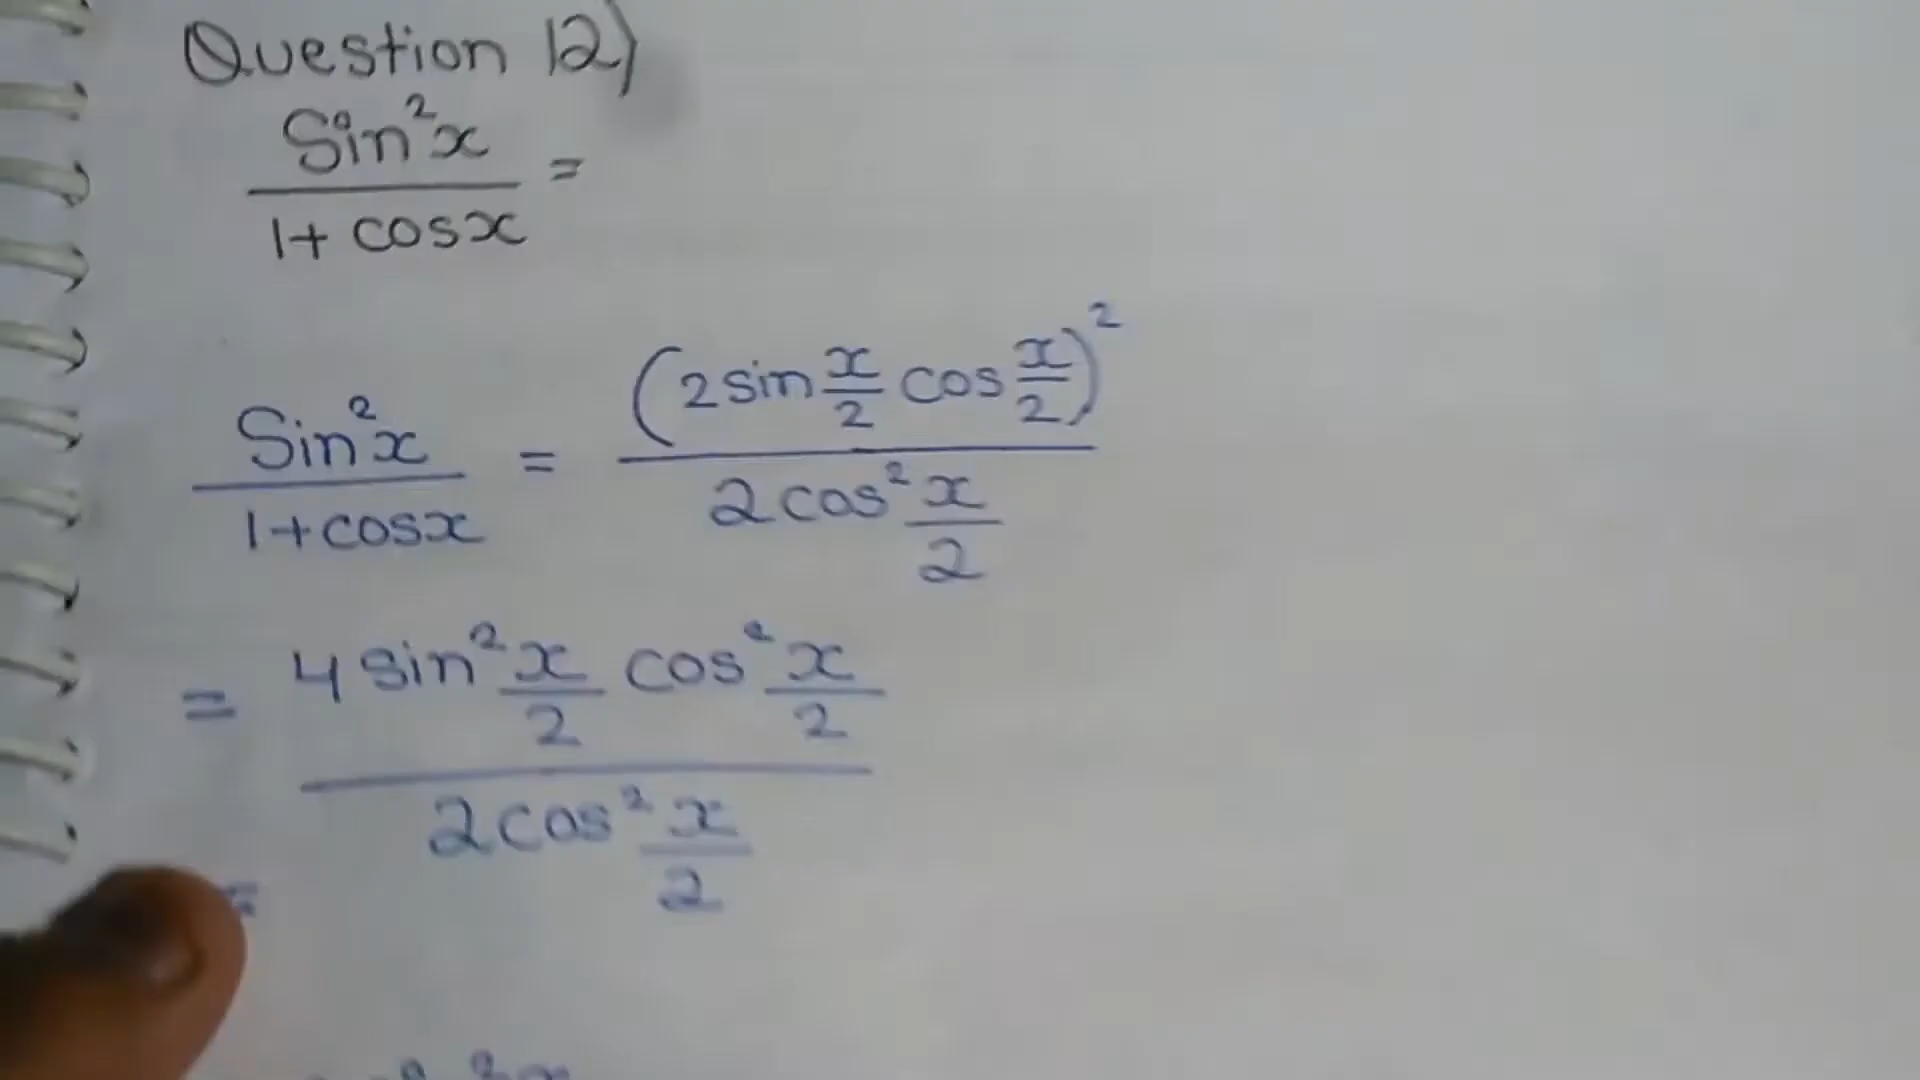 Question 12)
Sin²x
1+ cosx =
Sin²x / 1+cosx = (2sin x/2 cos x/2)² / 2cos² x/2
= 4sin² x/2 cos² x/2 / 2cos² x/2
=